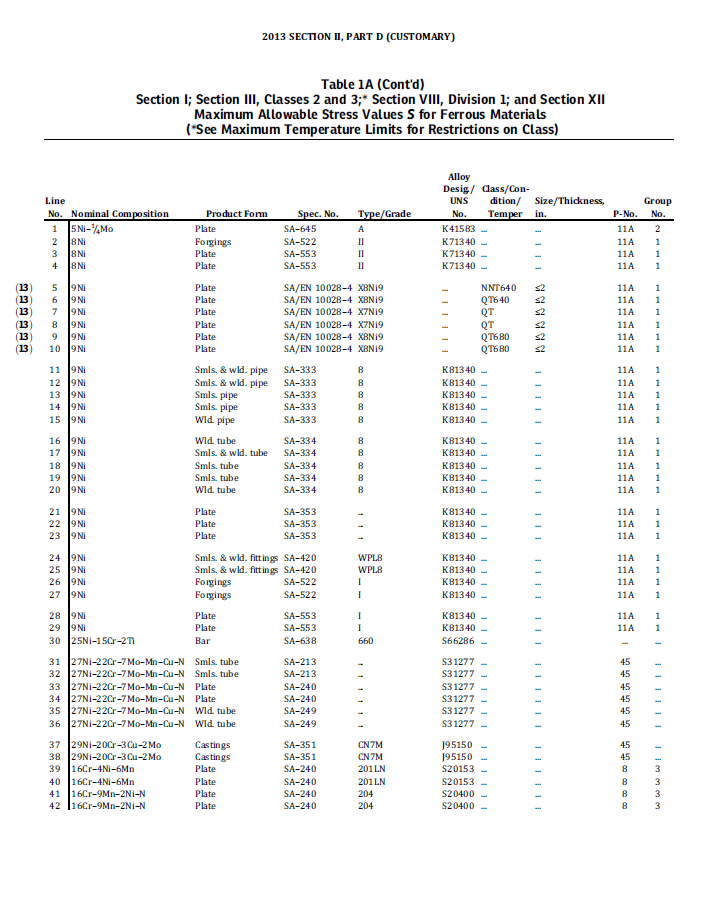 2013 SECTION II, PART D (CUSTOMARY)
Table 1A (Cont'd)
Section I; Section III, Classes 2 and 3;* Section VIII, Division 1; and Section XII
Maximum Allowable Stress Values S for Ferrous Materials
(*See Maximum Temperature Limits for Restrictions on Class)
Line No. Nominal Composition Product Form Spec. No. Type/Grade Alloy Desig./UNS No. Class/Condition/Temper Size/Thickness, in. P-No. Group No.
1 5Ni–¼Mo Plate SA–645 A K41583 ... ... 11A 2
2 8Ni Forgings SA–522 II K71340 ... ... 11A 1
3 8Ni Plate SA–553 II K71340 ... ... 11A 1
4 8Ni Plate SA–553 II K71340 ... ... 11A 1
(13) 5 9Ni Plate SA/EN 10028–4 X8Ni9 ... NNT640 ≤2 11A 1
(13) 6 9Ni Plate SA/EN 10028–4 X8Ni9 ... QT640 ≤2 11A 1
(13) 7 9Ni Plate SA/EN 10028–4 X7Ni9 ... QT ≤2 11A 1
(13) 8 9Ni Plate SA/EN 10028–4 X7Ni9 ... QT ≤2 11A 1
(13) 9 9Ni Plate SA/EN 10028–4 X8Ni9 ... QT680 ≤2 11A 1
(13) 10 9Ni Plate SA/EN 10028–4 X8Ni9 ... QT680 ≤2 11A 1
11 9Ni Smls. & wld. pipe SA–333 8 K81340 ... ... 11A 1
12 9Ni Smls. & wld. pipe SA–333 8 K81340 ... ... 11A 1
13 9Ni Smls. pipe SA–333 8 K81340 ... ... 11A 1
14 9Ni Smls. pipe SA–333 8 K81340 ... ... 11A 1
15 9Ni Wld. pipe SA–333 8 K81340 ... ... 11A 1
16 9Ni Wld. tube SA–334 8 K81340 ... ... 11A 1
17 9Ni Smls. & wld. tube SA–334 8 K81340 ... ... 11A 1
18 9Ni Smls. tube SA–334 8 K81340 ... ... 11A 1
19 9Ni Smls. tube SA–334 8 K81340 ... ... 11A 1
20 9Ni Wld. tube SA–334 8 K81340 ... ... 11A 1
21 9Ni Plate SA–353 ... K81340 ... ... 11A 1
22 9Ni Plate SA–353 ... K81340 ... ... 11A 1
23 9Ni Plate SA–353 ... K81340 ... ... 11A 1
24 9Ni Smls. & wld. fittings SA–420 WPL8 K81340 ... ... 11A 1
25 9Ni Smls. & wld. fittings SA–420 WPL8 K81340 ... ... 11A 1
26 9Ni Forgings SA–522 I K81340 ... ... 11A 1
27 9Ni Forgings SA–522 I K81340 ... ... 11A 1
28 9Ni Plate SA–553 I K81340 ... ... 11A 1
29 9Ni Plate SA–553 I K81340 ... ... 11A 1
30 25Ni–15Cr–2Ti Bar SA–638 660 S66286 ... ... ... ...
31 27Ni–22Cr–7Mo–Mn–Cu–N Smls. tube SA–213 ... S31277 ... ... 45 ...
32 27Ni–22Cr–7Mo–Mn–Cu–N Smls. tube SA–213 ... S31277 ... ... 45 ...
33 27Ni–22Cr–7Mo–Mn–Cu–N Plate SA–240 ... S31277 ... ... 45 ...
34 27Ni–22Cr–7Mo–Mn–Cu–N Plate SA–240 ... S31277 ... ... 45 ...
35 27Ni–22Cr–7Mo–Mn–Cu–N Wld. tube SA–249 ... S31277 ... ... 45 ...
36 27Ni–22Cr–7Mo–Mn–Cu–N Wld. tube SA–249 ... S31277 ... ... 45 ...
37 29Ni–20Cr–3Cu–2Mo Castings SA–351 CN7M J95150 ... ... 45 ...
38 29Ni–20Cr–3Cu–2Mo Castings SA–351 CN7M J95150 ... ... 45 ...
39 16Cr–4Ni–6Mn Plate SA–240 201LN S20153 ... ... 8 3
40 16Cr–4Ni–6Mn Plate SA–240 201LN S20153 ... ... 8 3
41 16Cr–9Mn–2Ni–N Plate SA–240 204 S20400 ... ... 8 3
42 16Cr–9Mn–2Ni–N Plate SA–240 204 S20400 ... ... 8 3